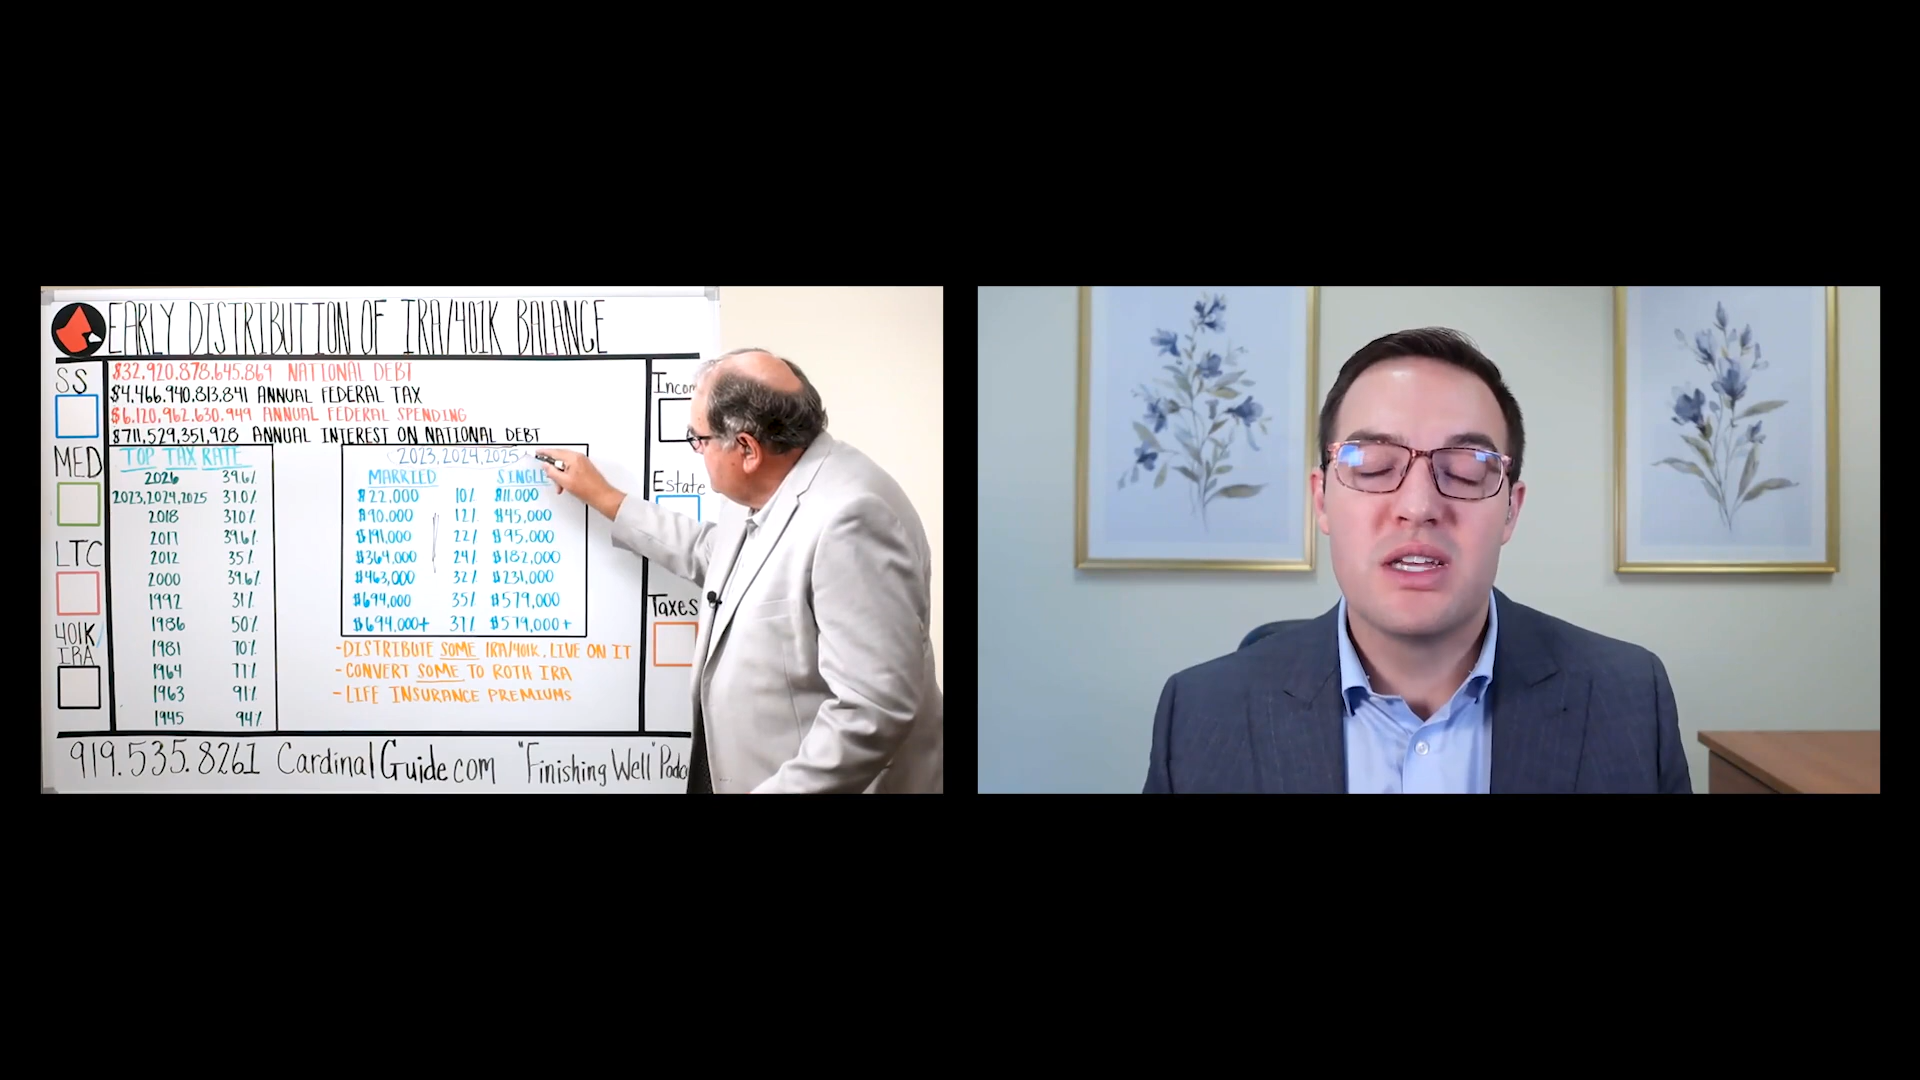 EARLY DISTRIBUTION OF IRA/401K BALANCE
SS
MED
LTC
401K/
IRA
$32,920,878,645,869 NATIONAL DEBT
$4,466,940,813,841 ANNUAL FEDERAL TAX
$6,120,962,630,949 ANNUAL FEDERAL SPENDING
$711,529,351,928 ANNUAL INTEREST ON NATIONAL DEBT
TOP TAX RATE
2026 39.6%
2023,2024,2025 37.0%
2018 37.0%
2017 39.6%
2012 35%
2000 39.6%
1992 31%
1986 50%
1981 70%
1964 77%
1963 91%
1945 94%
2023,2024,2025
MARRIED SINGLE
$22,000 10% $11,000
$90,000 12% $45,000
$191,000 22% $95,000
$364,000 24% $182,000
$463,000 32% $231,000
$694,000 35% $579,000
$694,000+ 37% $579,000+
-DISTRIBUTE SOME IRA/401K, LIVE ON IT
-CONVERT SOME TO ROTH IRA
-LIFE INSURANCE PREMIUMS
Incom
Estate
Taxes
919.535.8261 CardinalGuide.com "Finishing Well" Podc